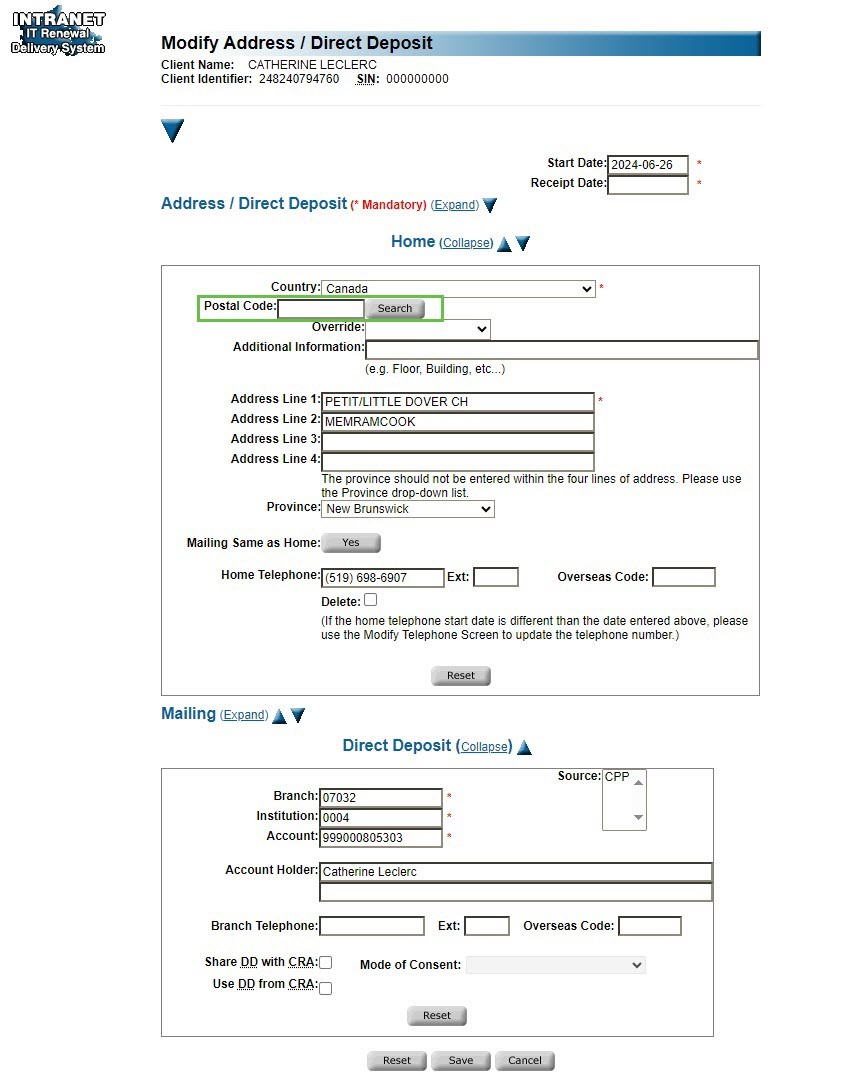 INTRANET
IT Renewal
Delivery System
Modify Address / Direct Deposit
Client Name: CATHERINE LECLERC
Client Identifier: 248240794760 SIN: 000000000
Start Date: 2024-06-26 *
Receipt Date: *
Address / Direct Deposit (* Mandatory) (Expand)
Home (Collapse)
Country: Canada *
Postal Code: Search
Override:
Additional Information:
(e.g. Floor, Building, etc...)
Address Line 1: PETIT/LITTLE DOVER CH *
Address Line 2: MEMRAMCOOK
Address Line 3:
Address Line 4:
The province should not be entered within the four lines of address. Please use
the Province drop-down list.
Province: New Brunswick
Mailing Same as Home: Yes
Home Telephone: (519) 698-6907 Ext: Overseas Code:
Delete:
(If the home telephone start date is different than the date entered above, please
use the Modify Telephone Screen to update the telephone number.)
Reset
Mailing (Expand)
Direct Deposit (Collapse)
Source: CPP
Branch: 07032 *
Institution: 0004 *
Account: 999000805303 *
Account Holder: Catherine Leclerc
Branch Telephone: Ext: Overseas Code:
Share DD with CRA: Mode of Consent:
Use DD from CRA:
Reset
Reset Save Cancel